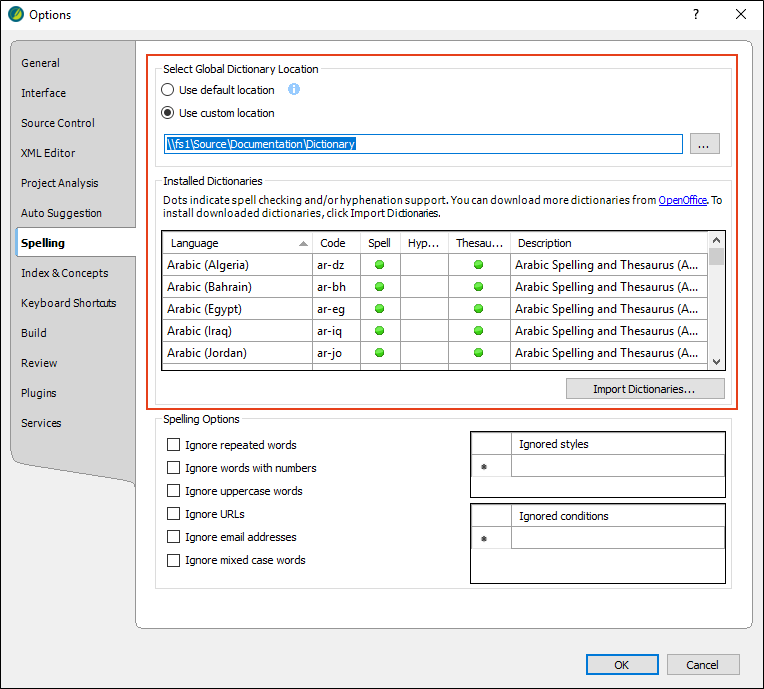 Options
General
Interface
Source Control
XML Editor
Project Analysis
Auto Suggestion
Spelling
Index & Concepts
Keyboard Shortcuts
Build
Review
Plugins
Services
Select Global Dictionary Location
Use default location
Use custom location
\\fs1\Source\Documentation\Dictionary
...
Installed Dictionaries
Dots indicate spell checking and/or hyphenation support. You can download more dictionaries from OpenOffice. To
install downloaded dictionaries, click Import Dictionaries.
Language Code Spell Hyp... Thesau... Description
Arabic (Algeria) ar-dz Arabic Spelling and Thesaurus (A...
Arabic (Bahrain) ar-bh Arabic Spelling and Thesaurus (A...
Arabic (Egypt) ar-eg Arabic Spelling and Thesaurus (A...
Arabic (Iraq) ar-iq Arabic Spelling and Thesaurus (A...
Arabic (Jordan) ar-jo Arabic Spelling and Thesaurus (A...
Import Dictionaries...
Spelling Options
Ignore repeated words
Ignore words with numbers
Ignore uppercase words
Ignore URLs
Ignore email addresses
Ignore mixed case words
Ignored styles
Ignored conditions
OK Cancel